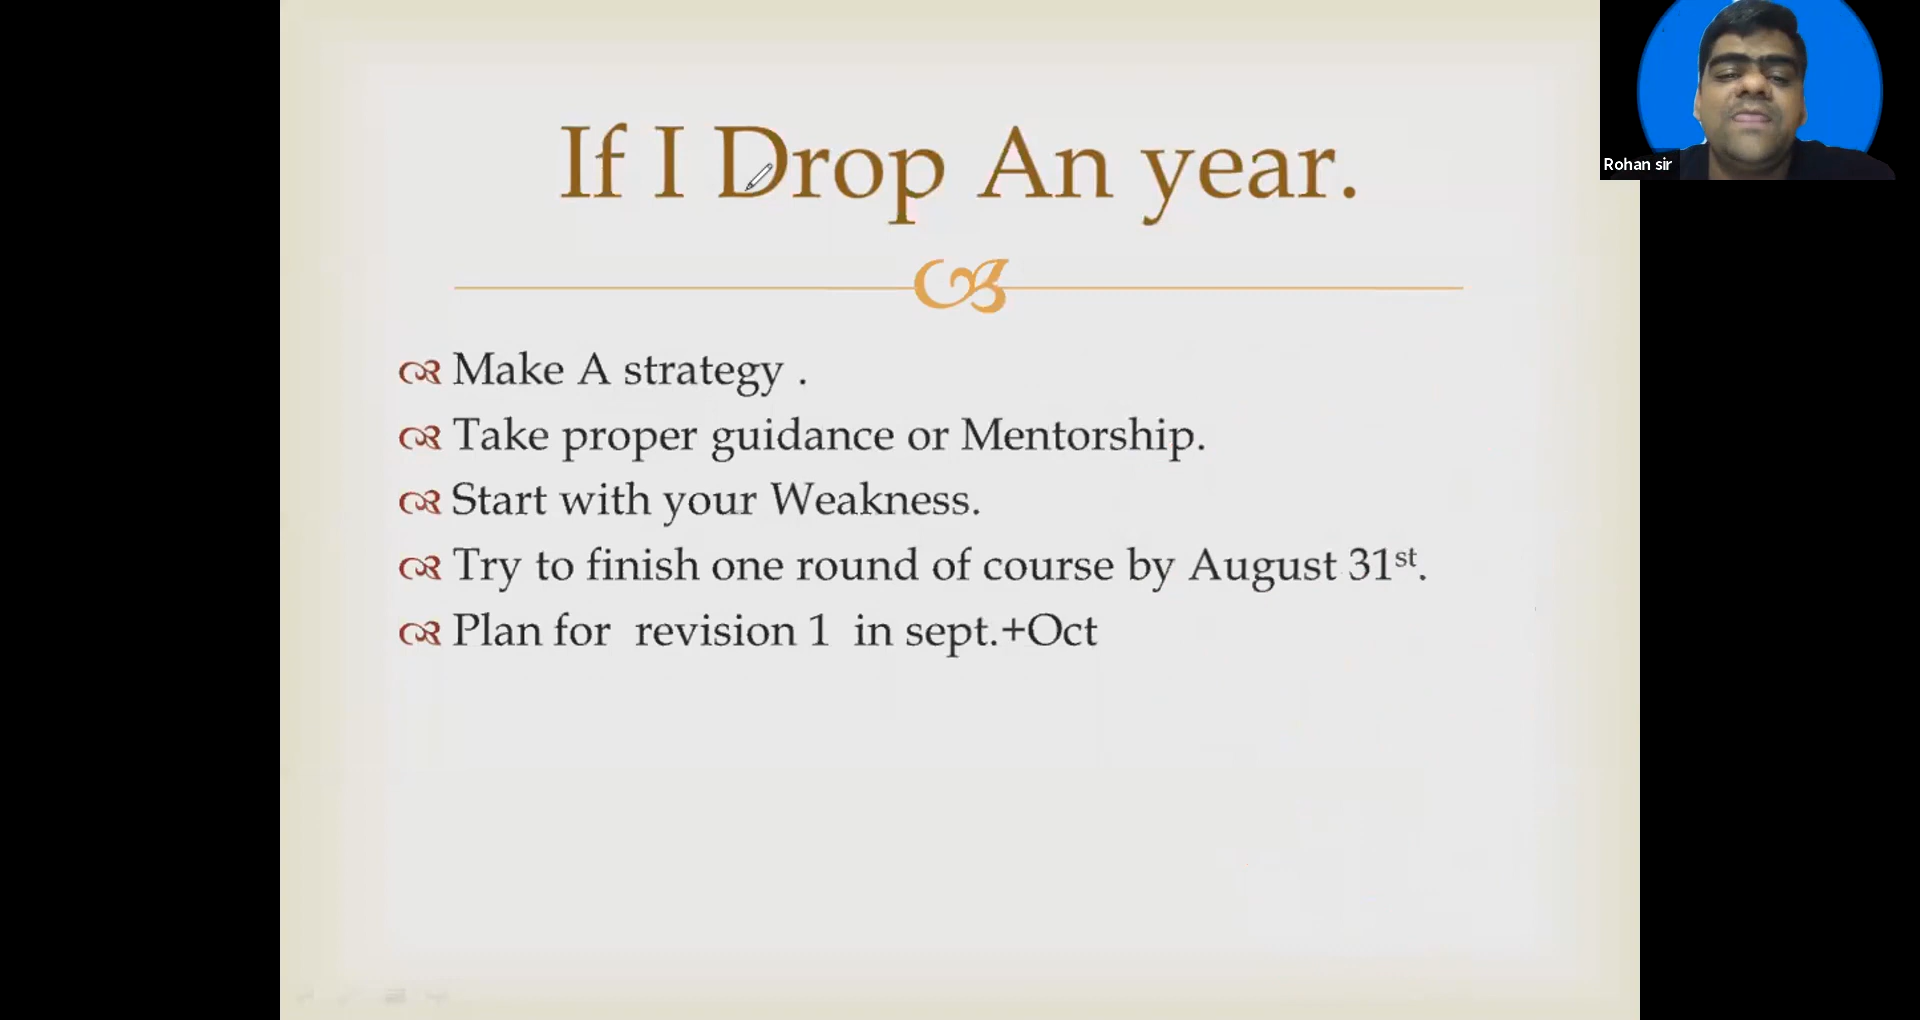 If I Drop An year.
Make A strategy .
Take proper guidance or Mentorship.
Start with your Weakness.
Try to finish one round of course by August 31st.
Plan for  revision 1  in sept.+Oct
Rohan sir